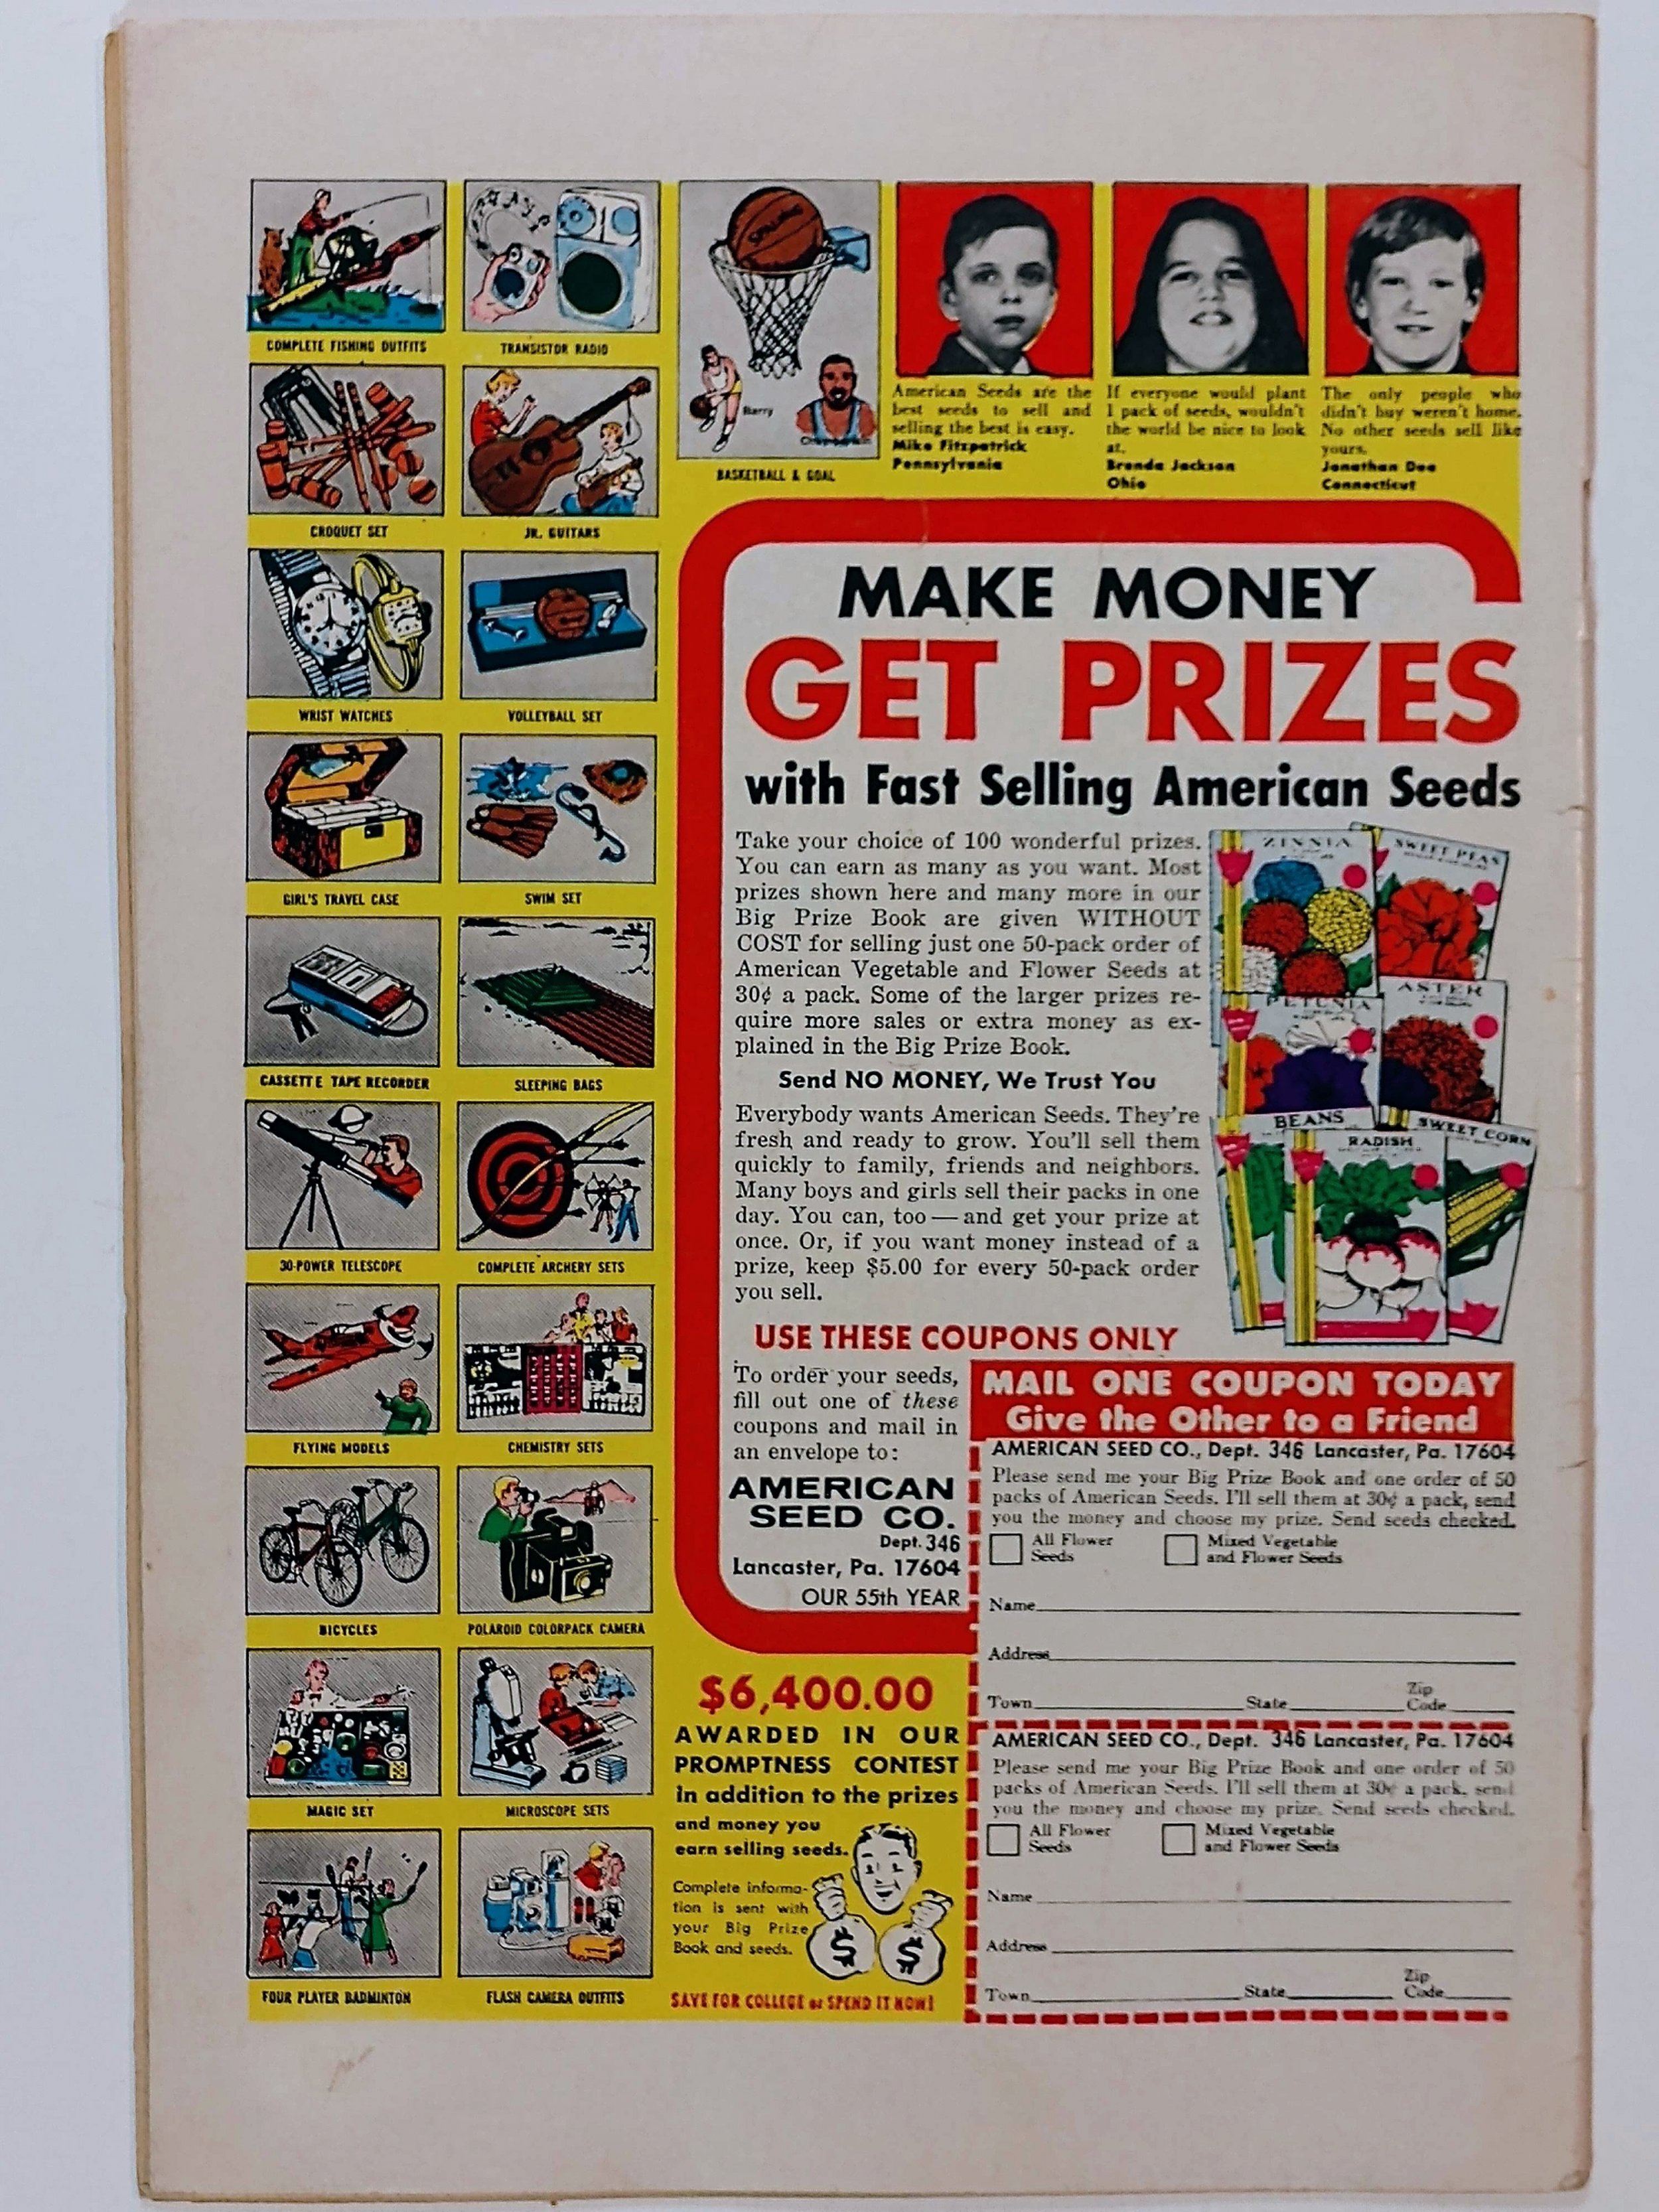 COMPLETE FISHING OUTFITS
TRANSISTOR RADIO
CROQUET SET
JR. GUITARS
WRIST WATCHES
VOLLEYBALL SET
GIRL'S TRAVEL CASE
SWIM SET
CASSETTE TAPE RECORDER
SLEEPING BAGS
30-POWER TELESCOPE
COMPLETE ARCHERY SETS
FLYING MODELS
CHEMISTRY SETS
BICYCLES
POLAROID COLORPACK CAMERA
MAGIC SET
MICROSCOPE SETS
FOUR PLAYER BADMINTON
FLASH CAMERA OUTFITS
SPALDING
Barry
BASKETBALL & GOAL
American Seeds are the
best seeds to sell and
selling the best is easy.
Mike Fitzpatrick
Pennsylvania
If everyone would plant
1 pack of seeds, wouldn't
the world be nice to look
at.
Brenda Jackson
Ohio
The only people who
didn't buy weren't home.
No other seeds sell like
yours.
Jonathan Dee
Connecticut
MAKE MONEY
GET PRIZES
with Fast Selling American Seeds
Take your choice of 100 wonderful prizes.
You can earn as many as you want. Most
prizes shown here and many more in our
Big Prize Book are given WITHOUT
COST for selling just one 50-pack order of
American Vegetable and Flower Seeds at
30¢ a pack. Some of the larger prizes re-
quire more sales or extra money as ex-
plained in the Big Prize Book.
Send NO MONEY, We Trust You
Everybody wants American Seeds. They're
fresh and ready to grow. You'll sell them
quickly to family, friends and neighbors.
Many boys and girls sell their packs in one
day. You can, too — and get your prize at
once. Or, if you want money instead of a
prize, keep $5.00 for every 50-pack order
you sell.
ZINNIA
SWEET PEAS
PETUNIA
ASTER
BEANS
SWEET CORN
RADISH
USE THESE COUPONS ONLY
To order your seeds,
fill out one of these
coupons and mail in
an envelope to:
AMERICAN
SEED CO.
Dept. 346
Lancaster, Pa. 17604
OUR 55th YEAR
$6,400.00
AWARDED IN OUR
PROMPTNESS CONTEST
in addition to the prizes
and money you
earn selling seeds.
Complete informa-
tion is sent with
your Big Prize
Book and seeds.
$ $
SAVE FOR COLLEGE or SPEND IT NOW!
MAIL ONE COUPON TODAY
Give the Other to a Friend
AMERICAN SEED CO., Dept. 346 Lancaster, Pa. 17604
Please send me your Big Prize Book and one order of 50
packs of American Seeds. I'll sell them at 30¢ a pack, send
you the money and choose my prize. Send seeds checked.
All Flower Seeds
Mixed Vegetable and Flower Seeds
Name
Address
Town State Zip Code
AMERICAN SEED CO., Dept. 346 Lancaster, Pa. 17604
Please send me your Big Prize Book and one order of 50
packs of American Seeds. I'll sell them at 30¢ a pack, send
you the money and choose my prize. Send seeds checked.
All Flower Seeds
Mixed Vegetable and Flower Seeds
Name
Address
Town State Zip Code